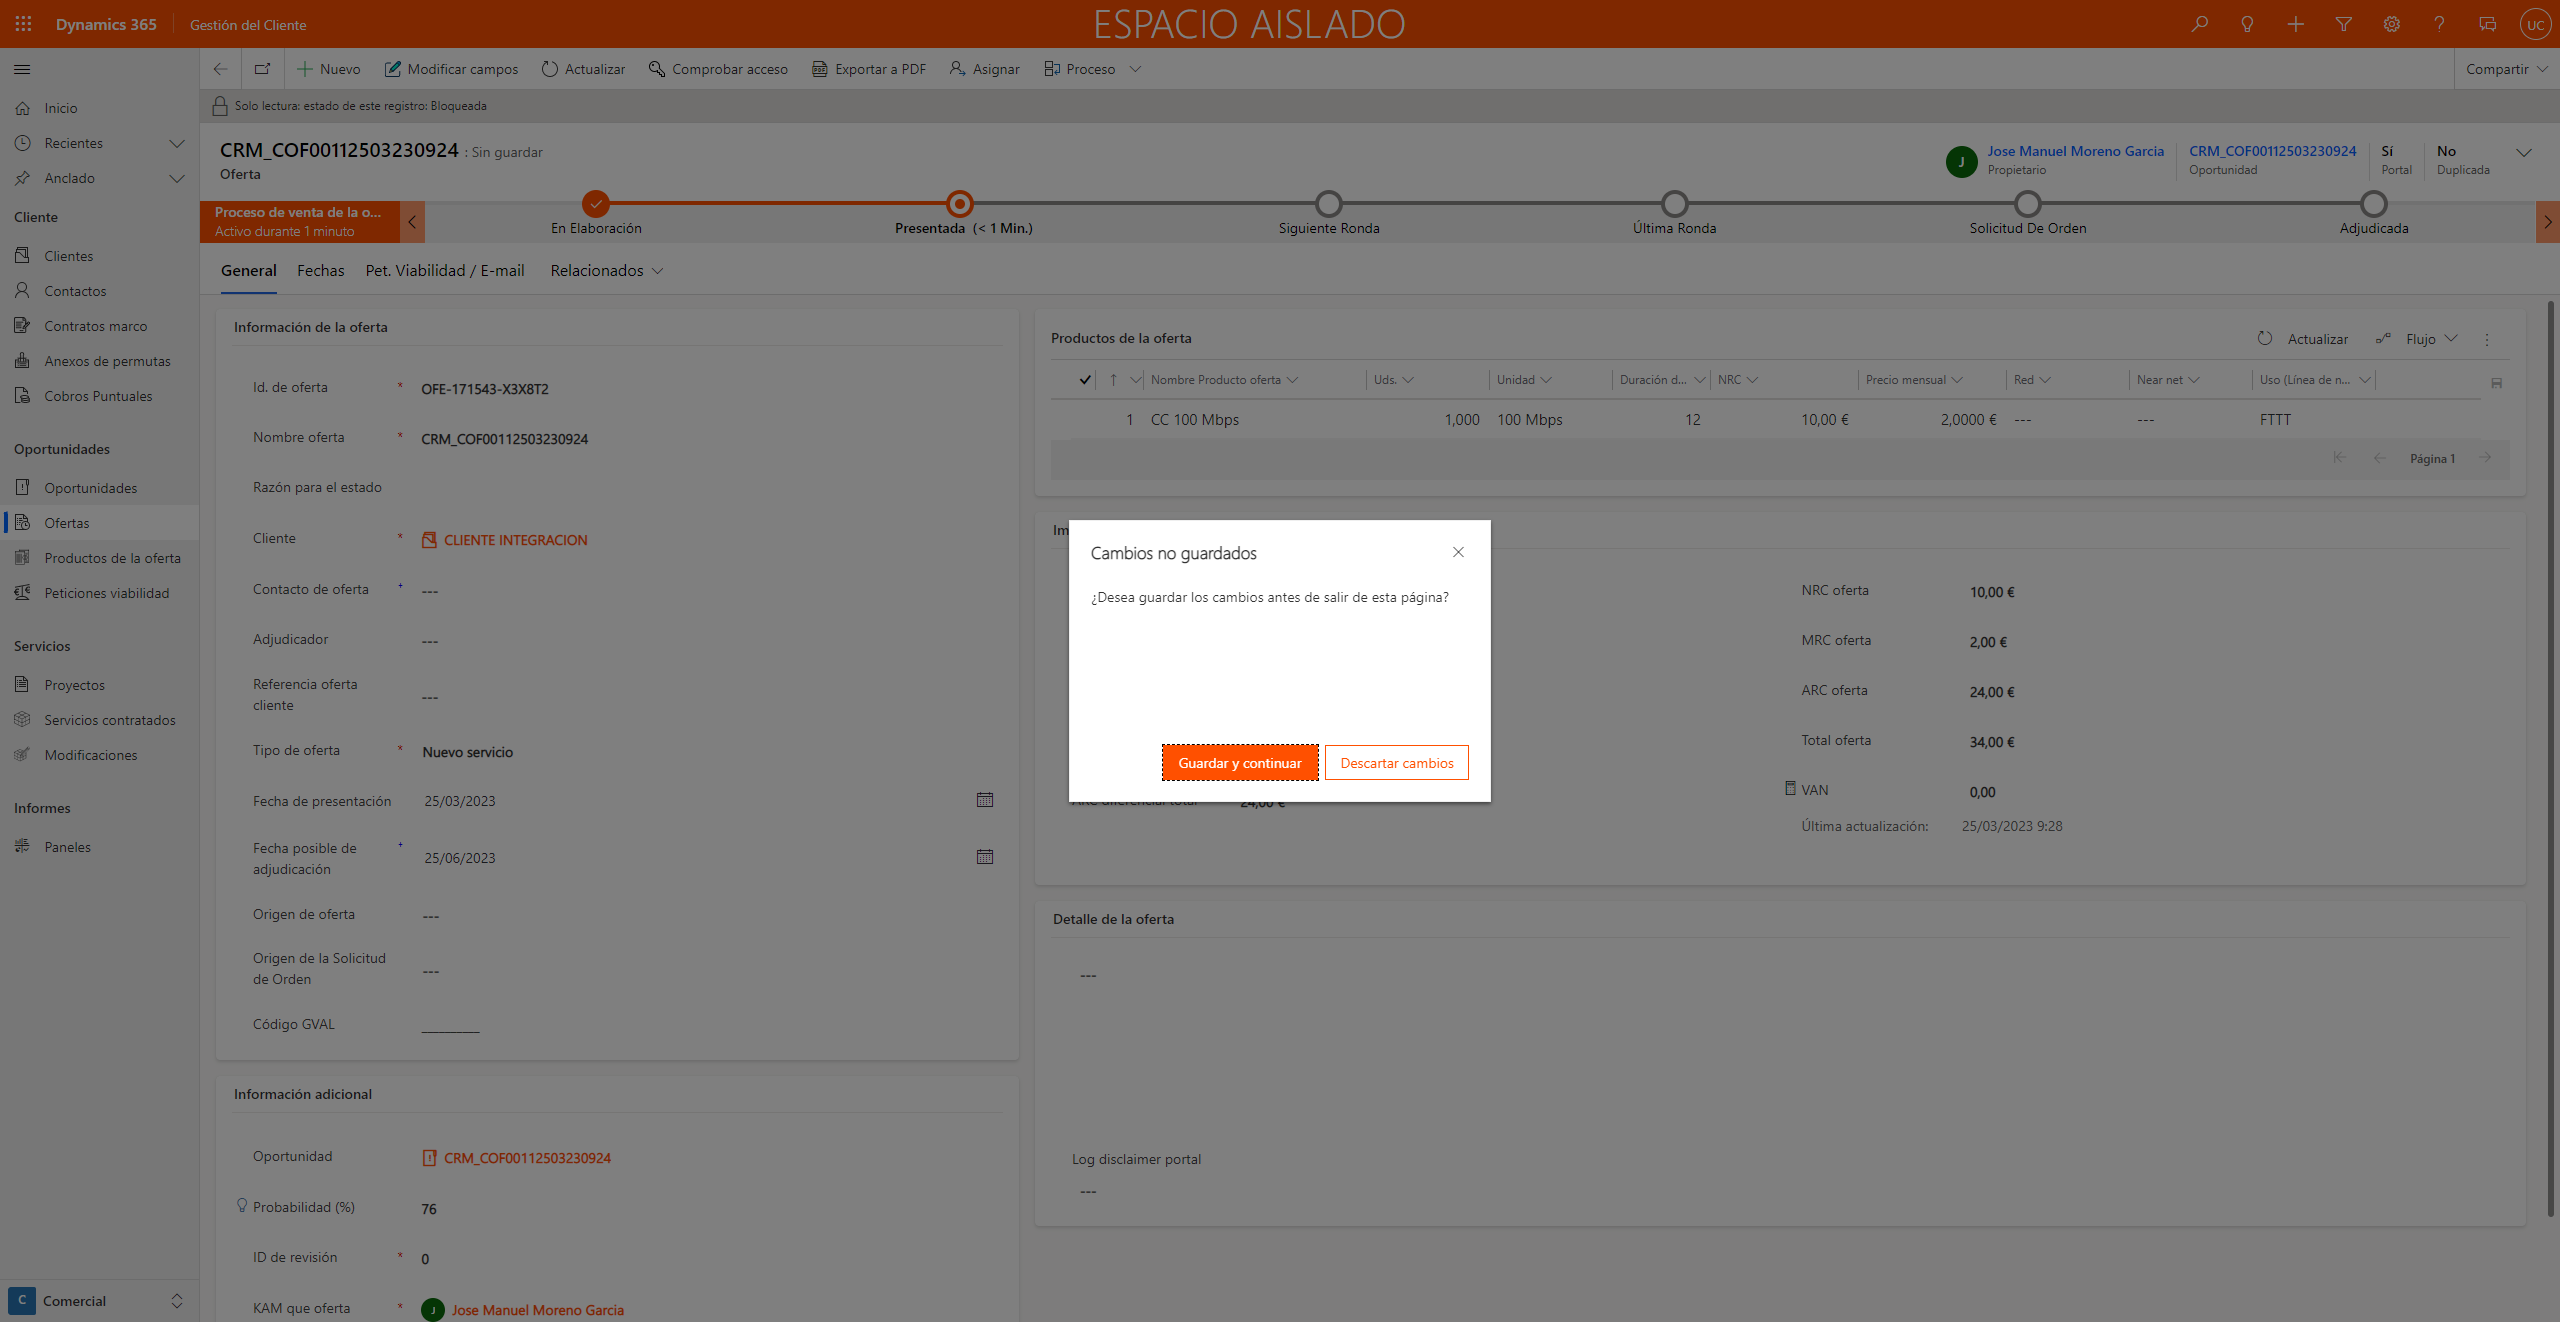 Dynamics 365
Gestión del Cliente
ESPACIO AISLADO
UC
Nuevo
Modificar campos
Actualizar
Comprobar acceso
Exportar a PDF
Asignar
Proceso
Compartir
Solo lectura: estado de este registro: Bloqueada
Inicio
Recientes
Anclado
Cliente
Clientes
Contactos
Contratos marco
Anexos de permutas
Cobros Puntuales
Oportunidades
Oportunidades
Ofertas
Productos de la oferta
Peticiones viabilidad
Servicios
Proyectos
Servicios contratados
Modificaciones
Informes
Paneles
C Comercial
CRM_COF00112503230924 : Sin guardar
Oferta
J
Jose Manuel Moreno Garcia
Propietario
CRM_COF00112503230924
Oportunidad
Sí
Portal
No
Duplicada
Proceso de venta de la o...
Activo durante 1 minuto
En Elaboración
Presentada (< 1 Min.)
Siguiente Ronda
Última Ronda
Solicitud De Orden
Adjudicada
General
Fechas
Pet. Viabilidad / E-mail
Relacionados
Información de la oferta
Id. de oferta * OFE-171543-X3X8T2
Nombre oferta * CRM_COF00112503230924
Razón para el estado
Cliente * CLIENTE INTEGRACION
Contacto de oferta + ---
Adjudicador ---
Referencia oferta
cliente
---
Tipo de oferta * Nuevo servicio
Fecha de presentación 25/03/2023
Fecha posible de
adjudicación
+ 25/06/2023
Origen de oferta ---
Origen de la Solicitud
de Orden
---
Código GVAL __________
Información adicional
Oportunidad CRM_COF00112503230924
Probabilidad (%) 76
ID de revisión * 0
KAM que oferta * J Jose Manuel Moreno Garcia
Productos de la oferta
Actualizar
Flujo
Nombre Producto oferta
Uds.
Unidad
Duración d...
NRC
Precio mensual
Red
Near net
Uso (Línea de n...
1 CC 100 Mbps 1,000 100 Mbps 12 10,00 € 2,0000 € --- --- FTTT
Página 1
Im
Cambios no guardados
¿Desea guardar los cambios antes de salir de esta página?
Guardar y continuar
Descartar cambios
ARC diferencial total 24,00 €
NRC oferta 10,00 €
MRC oferta 2,00 €
ARC oferta 24,00 €
Total oferta 34,00 €
VAN 0,00
Última actualización: 25/03/2023 9:28
Detalle de la oferta
---
Log disclaimer portal
---